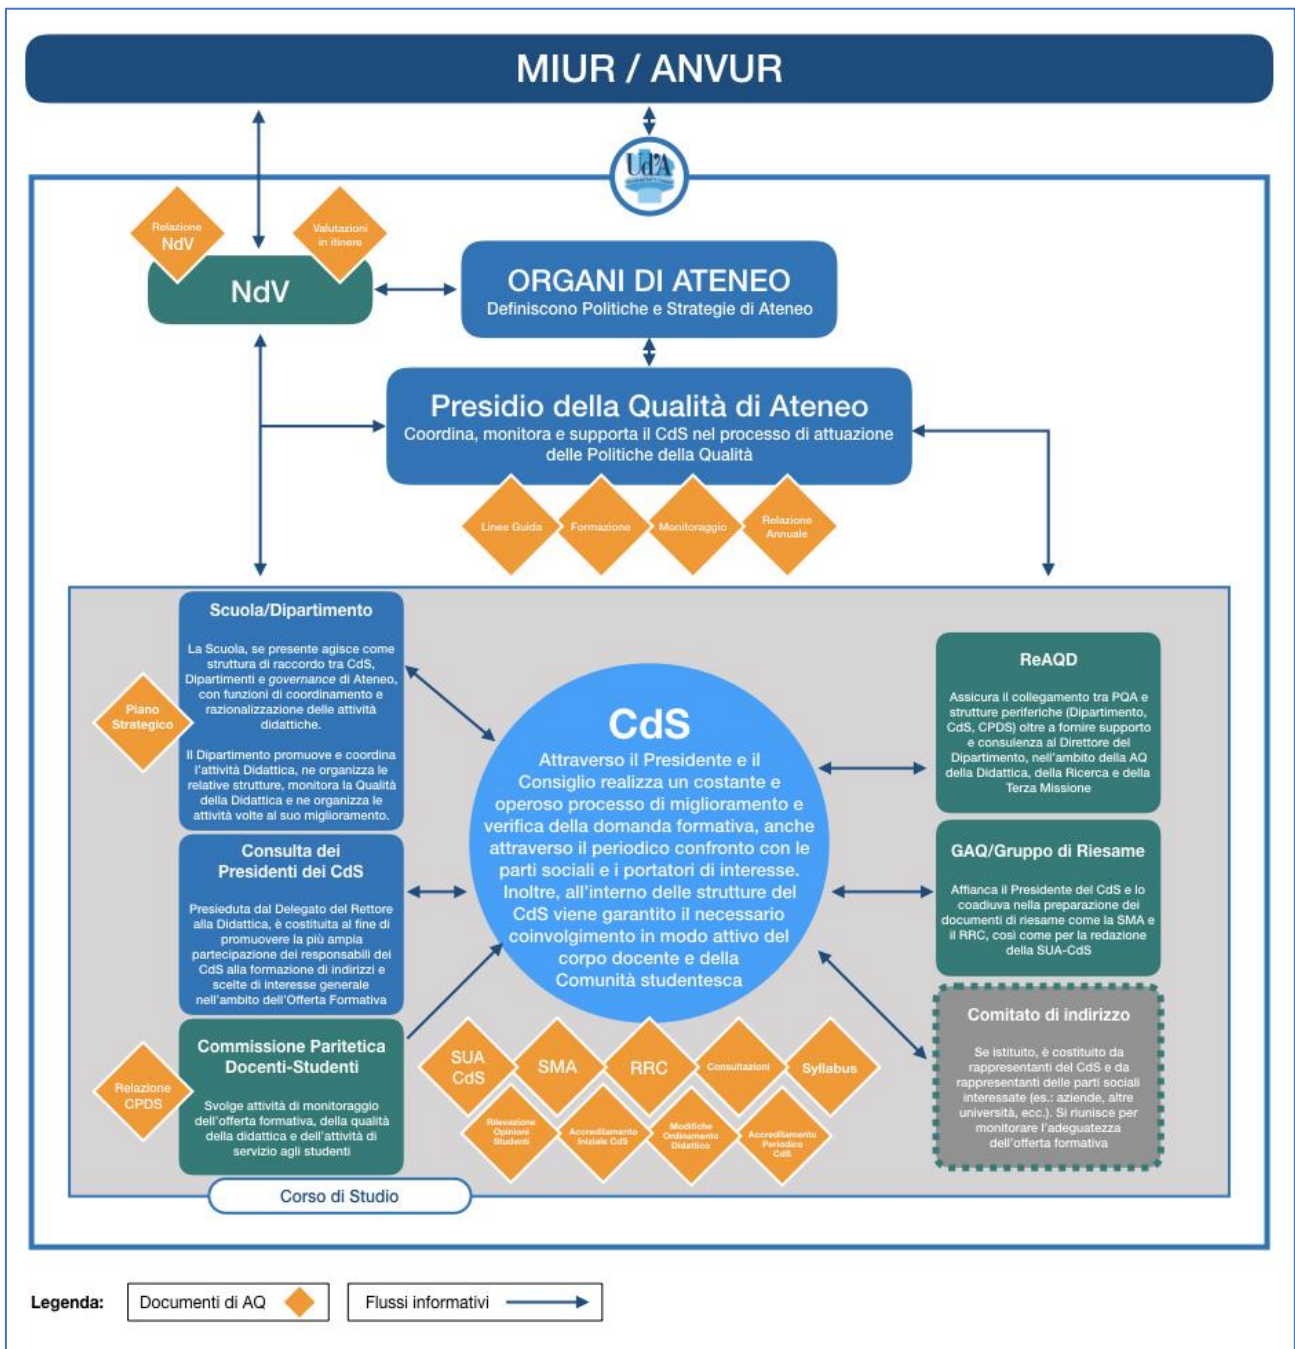 MIUR / ANVUR
Ud'A
Relazione
NdV
Valutazioni
in itinere
NdV
ORGANI DI ATENEO
Definiscono Politiche e Strategie di Ateneo
Presidio della Qualità di Ateneo
Coordina, monitora e supporta il CdS nel processo di attuazione
delle Politiche della Qualità
Linee Guida
Formazione
Monitoraggio
Relazione
Annuale
Scuola/Dipartimento
La Scuola, se presente agisce come
struttura di raccordo tra CdS,
Dipartimenti e governance di Ateneo,
con funzioni di coordinamento e
razionalizzazione delle attività
didattiche.
Il Dipartimento promuove e coordina
l'attività Didattica, ne organizza le
relative strutture, monitora la Qualità
della Didattica e ne organizza le
attività volte al suo miglioramento.
Piano
Strategico
Consulta dei
Presidenti dei CdS
Presieduta dal Delegato del Rettore
alla Didattica, è costituita al fine di
promuovere la più ampia
partecipazione dei responsabili dei
CdS alla formazione di indirizzi e
scelte di interesse generale
nell'ambito dell'Offerta Formativa
Commissione Paritetica
Docenti-Studenti
Svolge attività di monitoraggio
dell'offerta formativa, della qualità
della didattica e dell'attività di
servizio agli studenti
Relazione
CPDS
CdS
Attraverso il Presidente e il
Consiglio realizza un costante e
operoso processo di miglioramento e
verifica della domanda formativa, anche
attraverso il periodico confronto con le
parti sociali e i portatori di interesse.
Inoltre, all'interno delle strutture del
CdS viene garantito il necessario
coinvolgimento in modo attivo del
corpo docente e della
Comunità studentesca
SUA
CdS
SMA
RRC
Consultazioni
Syllabus
Rilevazione
Opinioni
Studenti
Accreditamento
Iniziale CdS
Modifiche
Ordinamento
Didattico
Accreditamento
Periodico
CdS
ReAQD
Assicura il collegamento tra PQA e
strutture periferiche (Dipartimento,
CdS, CPDS) oltre a fornire supporto
e consulenza al Direttore del
Dipartimento, nell'ambito della AQ
della Didattica, della Ricerca e della
Terza Missione
GAQ/Gruppo di Riesame
Affianca il Presidente del CdS e lo
coadiuva nella preparazione dei
documenti di riesame come la SMA e
il RRC, così come per la redazione
della SUA-CdS
Comitato di indirizzo
Se istituito, è costituito da
rappresentanti del CdS e da
rappresentanti delle parti sociali
interessate (es.: aziende, altre
università, ecc.). Si riunisce per
monitorare l'adeguatezza
dell'offerta formativa
Corso di Studio
Legenda:
Documenti di AQ
Flussi informativi